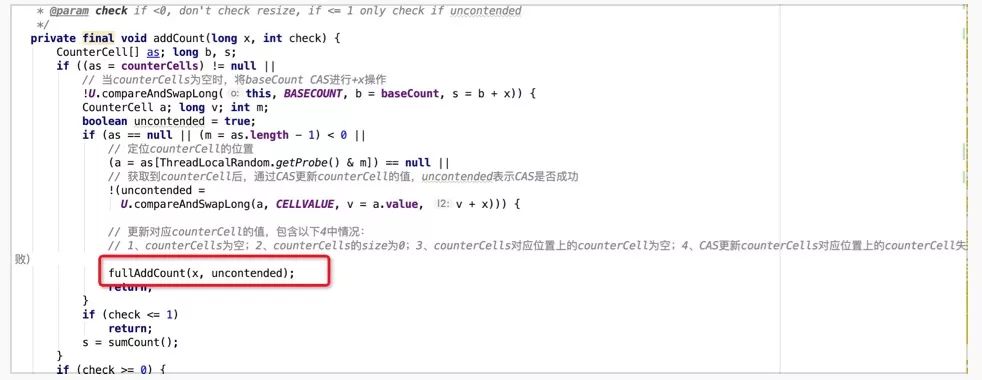 * @param check if <0, don't check resize, if <= 1 only check if uncontended
*/
private final void addCount(long x, int check) {
CounterCell[] as; long b, s;
if ((as = counterCells) != null ||
// 当counterCells为空时，将baseCount CAS进行+x操作
!U.compareAndSwapLong( o: this, BASECOUNT, b = baseCount, s = b + x)) {
CounterCell a; long v; int m;
boolean uncontended = true;
if (as == null || (m = as.length - 1) < 0 ||
// 定位counterCell的位置
(a = as[ThreadLocalRandom.getProbe() & m]) == null ||
// 获取到counterCell后，通过CAS更新counterCell的值，uncontended表示CAS是否成功
!(uncontended =
U.compareAndSwapLong(a, CELLVALUE, v = a.value, l2: v + x))) {
// 更新对应counterCell的值，包含以下4中情况：
// 1、counterCells为空；2、counterCells的size为0；3、counterCells对应位置上的counterCell为空；4、CAS更新counterCells对应位置上的counterCell失
败）
fullAddCount(x, uncontended);
return;
}
if (check <= 1)
return;
s = sumCount();
}
if (check >= 0) {